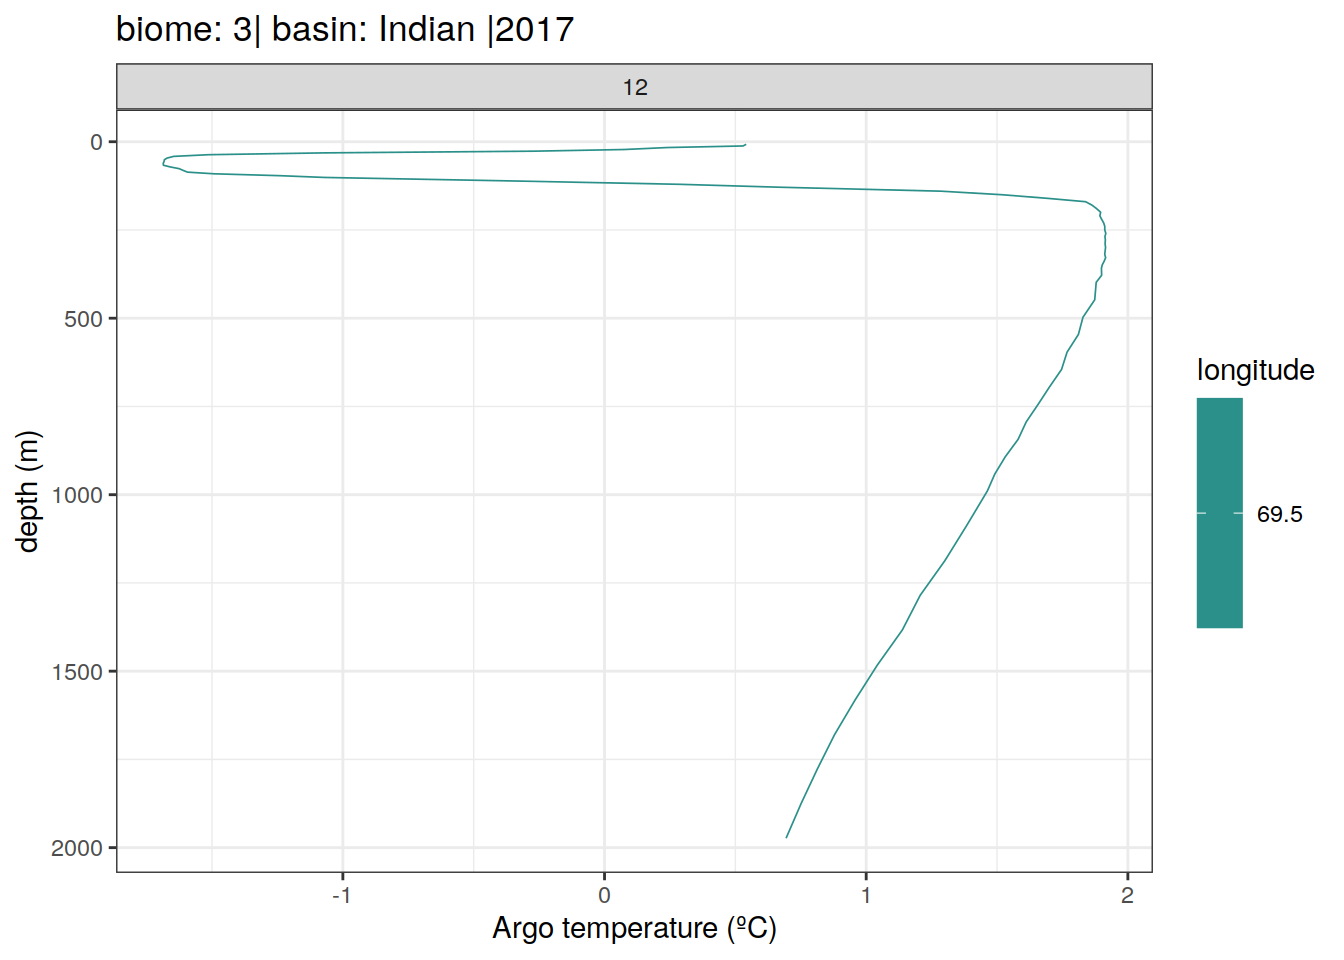 biome: 3| basin: Indian |2017
12
0
500
1000
1500
2000
depth (m)
-1
0
1
2
Argo temperature (ºC)
longitude
69.5